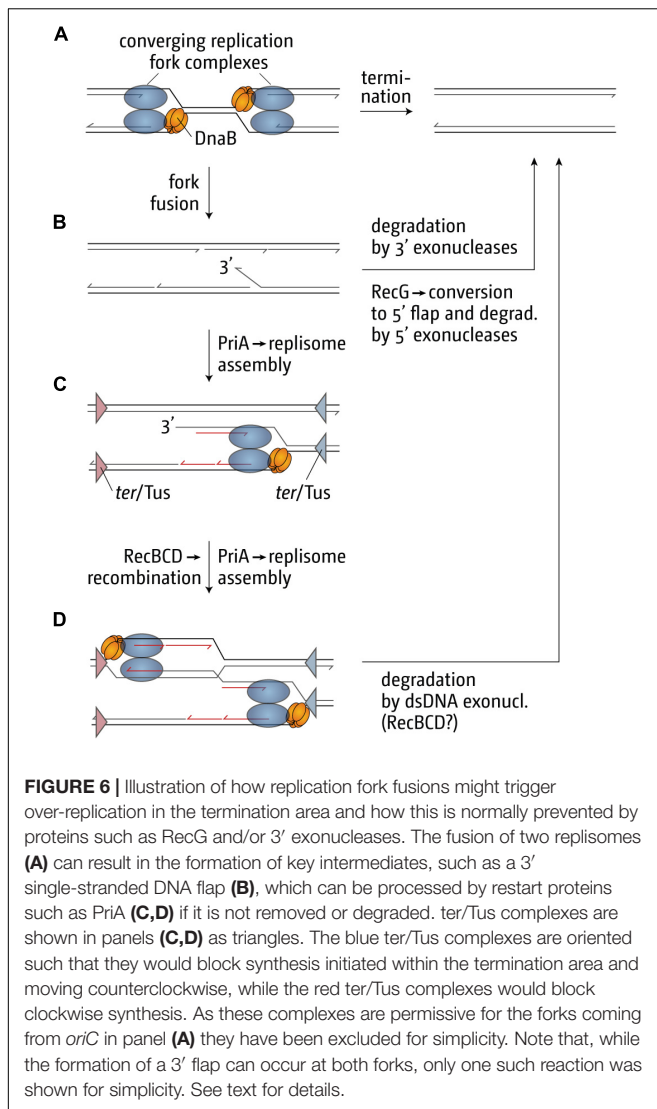 A
converging replication
fork complexes
termi-
nation
DnaB
fork
fusion
B
3′
degradation
by 3′ exonucleases
RecG→conversion
to 5′ flap and degrad.
by 5′ exonucleases
PriA→replisome
assembly
C
3′
ter/Tus
ter/Tus
RecBCD→
recombination
PriA→replisome
assembly
D
degradation
by dsDNA exonucl.
(RecBCD?)
FIGURE 6 | Illustration of how replication fork fusions might trigger
over-replication in the termination area and how this is normally prevented by
proteins such as RecG and/or 3′ exonucleases. The fusion of two replisomes
(A) can result in the formation of key intermediates, such as a 3′
single-stranded DNA flap (B), which can be processed by restart proteins
such as PriA (C,D) if it is not removed or degraded. ter/Tus complexes are
shown in panels (C,D) as triangles. The blue ter/Tus complexes are oriented
such that they would block synthesis initiated within the termination area and
moving counterclockwise, while the red ter/Tus complexes would block
clockwise synthesis. As these complexes are permissive for the forks coming
from oriC in panel (A) they have been excluded for simplicity. Note that, while
the formation of a 3′ flap can occur at both forks, only one such reaction was
shown for simplicity. See text for details.